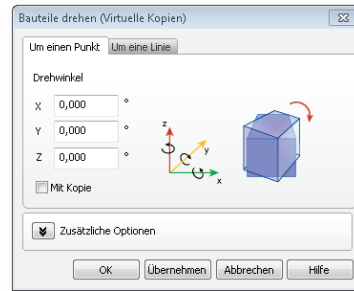 Bauteile drehen (Virtuelle Kopien)
Um einen Punkt Um eine Linie
Drehwinkel
X 0,000 °
Y 0,000 °
Z 0,000 °
z
y
x
Mit Kopie
Zusätzliche Optionen
OK Übernehmen Abbrechen Hilfe